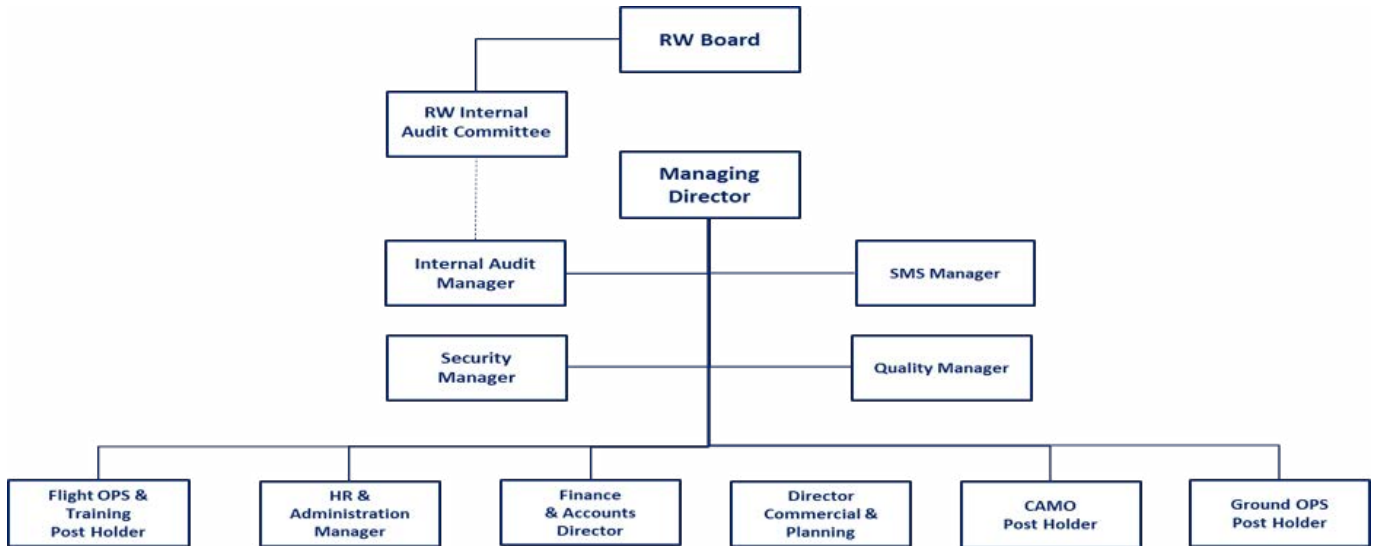 RW Board
RW Internal
Audit Committee
Managing
Director
Internal Audit
Manager
SMS Manager
Security
Manager
Quality Manager
Flight OPS &
Training
Post Holder
HR &
Administration
Manager
Finance
& Accounts
Director
Director
Commercial &
Planning
CAMO
Post Holder
Ground OPS
Post Holder